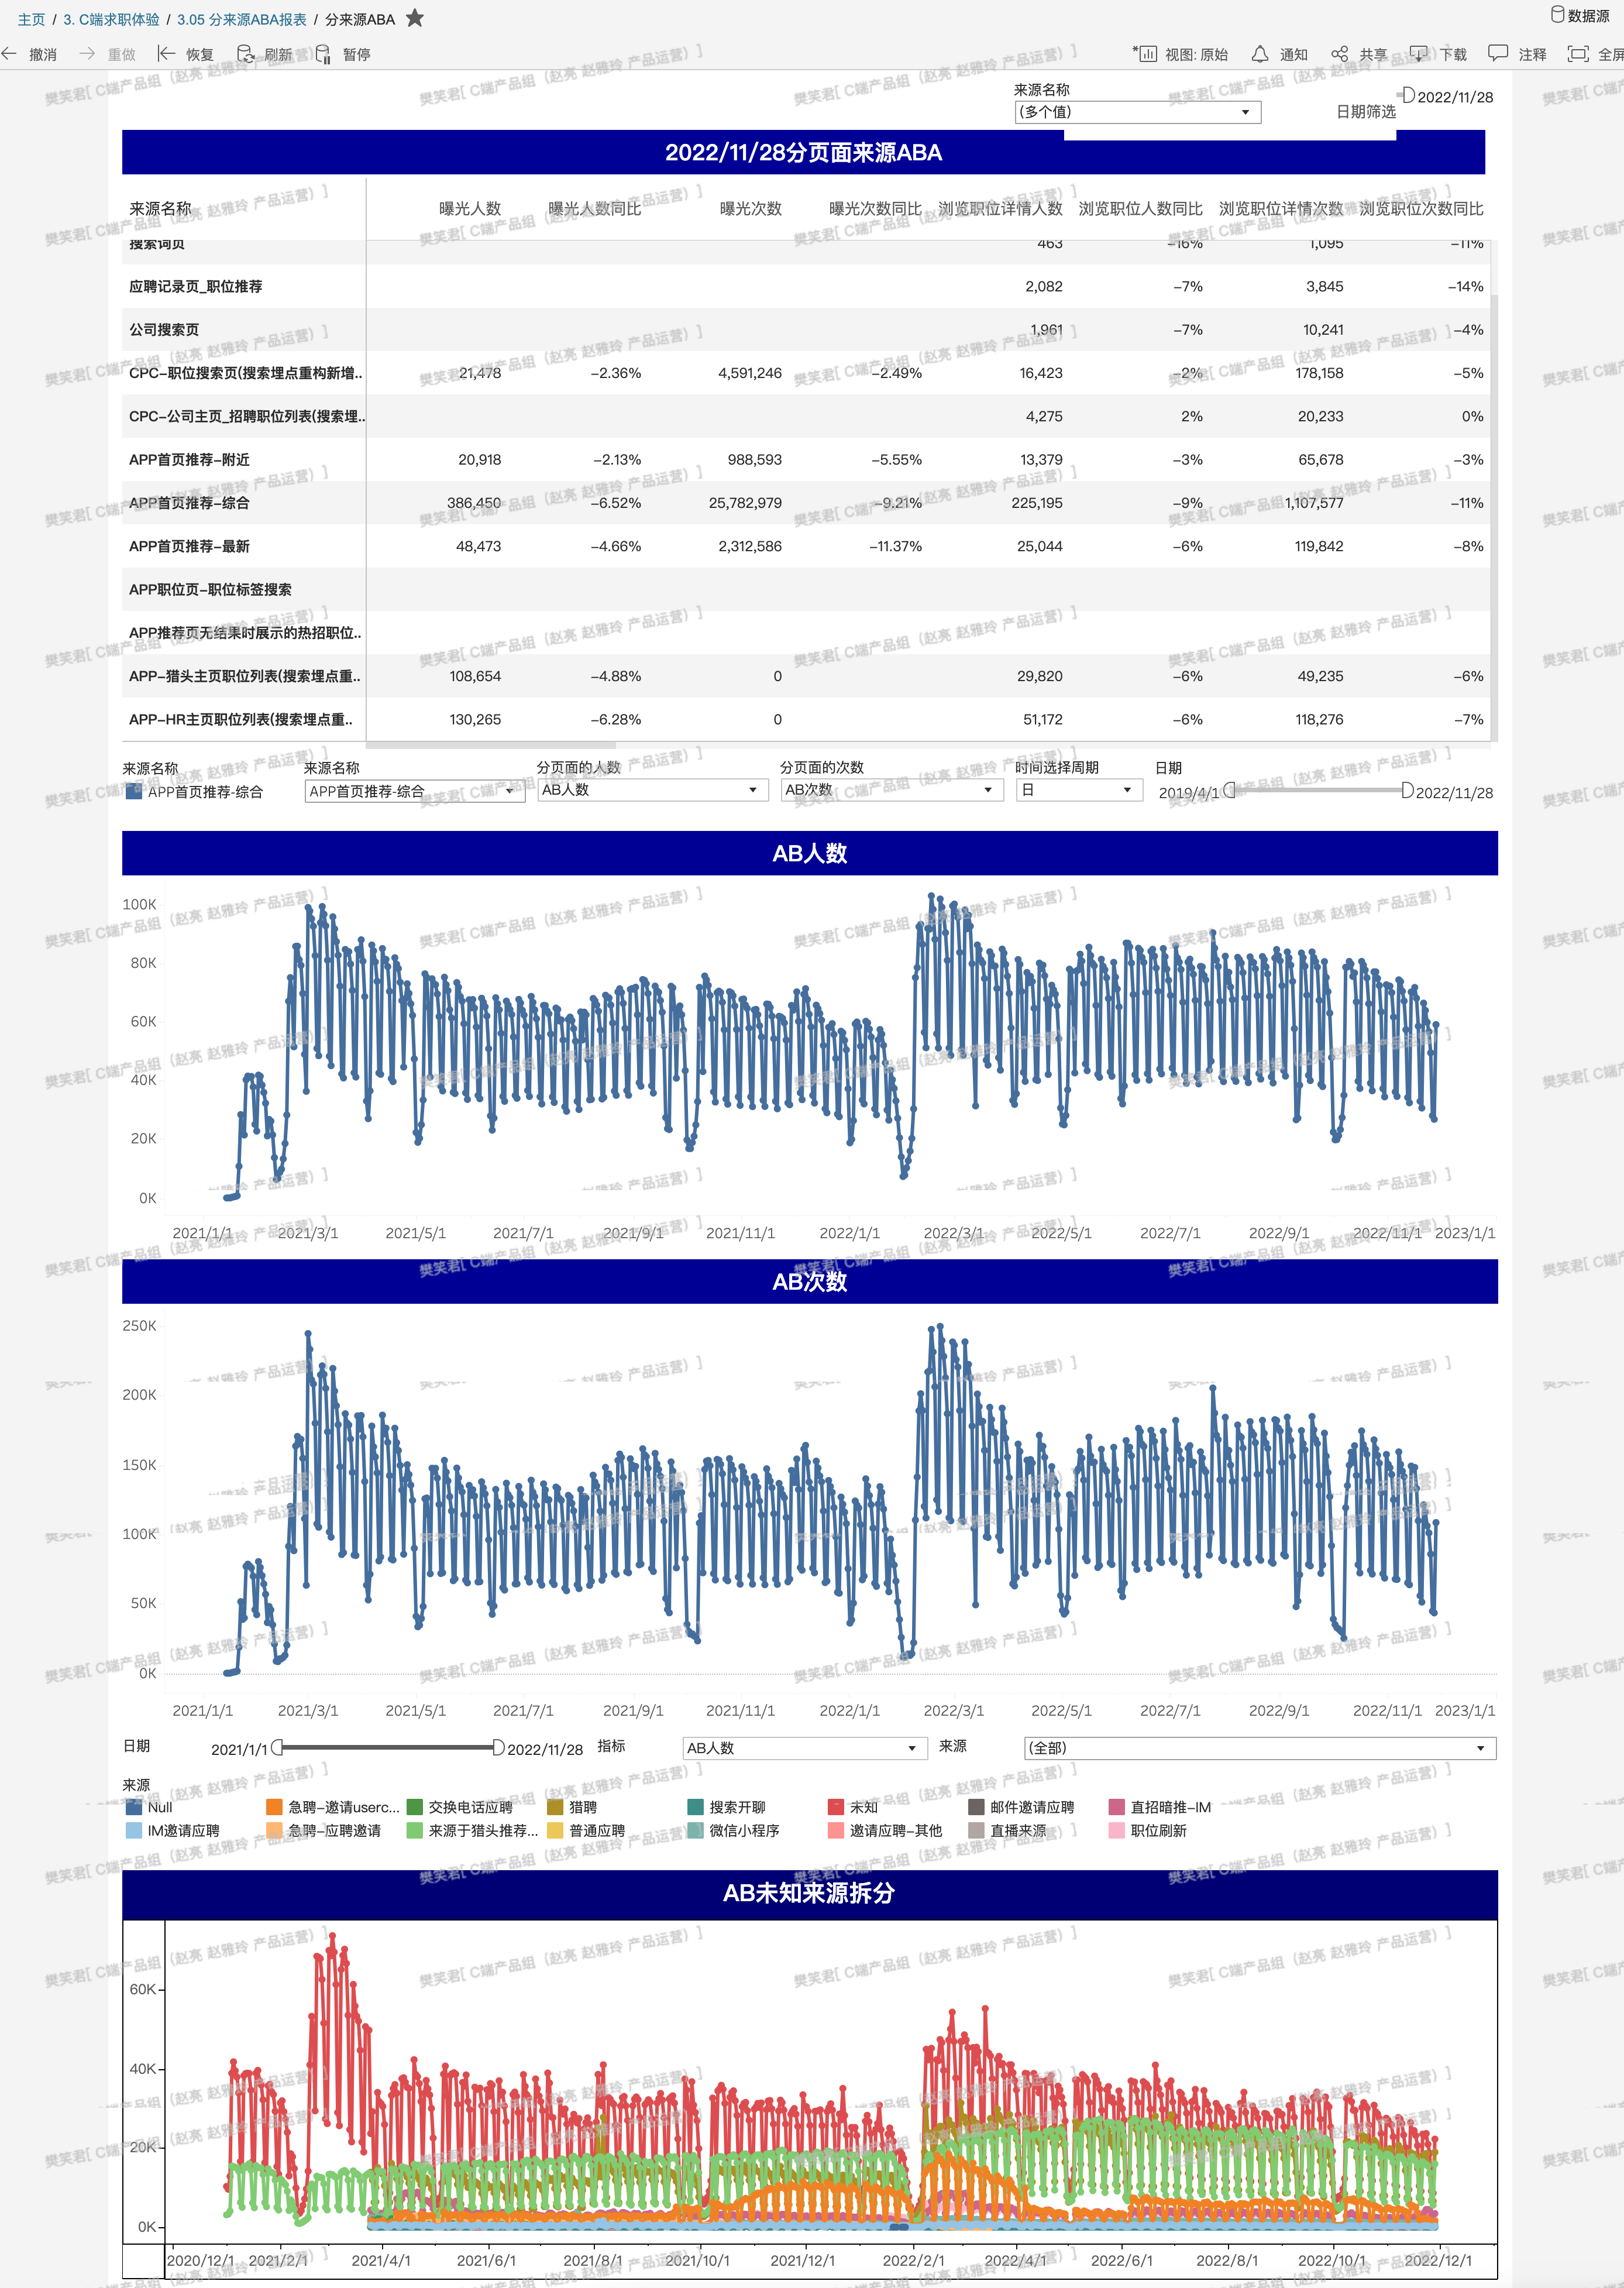 主页 / 3. C端求职体验 / 3.05 分来源ABA报表 / 分来源ABA
数据源
撤消 重做 恢复 刷新 暂停 视图: 原始 通知 共享 下载 注释 全屏
来源名称
(多个值)
日期筛选
2022/11/28
2022/11/28分页面来源ABA
来源名称 曝光人数 曝光人数同比 曝光次数 曝光次数同比 浏览职位详情人数 浏览职位人数同比 浏览职位详情次数 浏览职位次数同比
搜索词页 463 -16% 1,095 -11%
应聘记录页_职位推荐 2,082 -7% 3,845 -14%
公司搜索页 1,961 -7% 10,241 -4%
CPC-职位搜索页(搜索埋点重构新增.. 21,478 -2.36% 4,591,246 -2.49% 16,423 -2% 178,158 -5%
CPC-公司主页_招聘职位列表(搜索埋.. 4,275 2% 20,233 0%
APP首页推荐-附近 20,918 -2.13% 988,593 -5.55% 13,379 -3% 65,678 -3%
APP首页推荐-综合 386,450 -6.52% 25,782,979 -9.21% 225,195 -9% 1,107,577 -11%
APP首页推荐-最新 48,473 -4.66% 2,312,586 -11.37% 25,044 -6% 119,842 -8%
APP职位页-职位标签搜索
APP推荐页无结果时展示的热招职位..
APP-猎头主页职位列表(搜索埋点重.. 108,654 -4.88% 0 29,820 -6% 49,235 -6%
APP-HR主页职位列表(搜索埋点重.. 130,265 -6.28% 0 51,172 -6% 118,276 -7%
来源名称 来源名称 分页面的人数 分页面的次数 时间选择周期 日期
APP首页推荐-综合 APP首页推荐-综合 AB人数 AB次数 日 2019/4/1 2022/11/28
AB人数
100K
80K
60K
40K
20K
0K
2021/1/1 2021/3/1 2021/5/1 2021/7/1 2021/9/1 2021/11/1 2022/1/1 2022/3/1 2022/5/1 2022/7/1 2022/9/1 2022/11/1 2023/1/1
AB次数
250K
200K
150K
100K
50K
0K
2021/1/1 2021/3/1 2021/5/1 2021/7/1 2021/9/1 2021/11/1 2022/1/1 2022/3/1 2022/5/1 2022/7/1 2022/9/1 2022/11/1 2023/1/1
日期 2021/1/1 2022/11/28 指标 AB人数 来源 (全部)
来源
Null 急聘-邀请userc... 交换电话应聘 猎聘 搜索开聊 未知 邮件邀请应聘 直招暗推-IM
IM邀请应聘 急聘-应聘邀请 来源于猎头推荐... 普通应聘 微信小程序 邀请应聘-其他 直播来源 职位刷新
AB未知来源拆分
60K
40K
20K
0K
2020/12/1 2021/2/1 2021/4/1 2021/6/1 2021/8/1 2021/10/1 2021/12/1 2022/2/1 2022/4/1 2022/6/1 2022/8/1 2022/10/1 2022/12/1
樊笑君[ C端产品组（赵亮 赵雅玲 产品运营）]